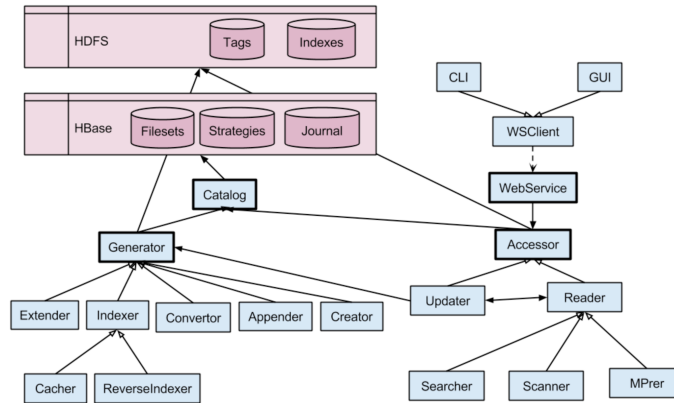 HDFS
Tags
Indexes
CLI
GUI
HBase
Filesets
Strategies
Journal
WSClient
WebService
Catalog
Generator
Accessor
Updater
Reader
Extender
Indexer
Convertor
Appender
Creator
Cacher
ReverseIndexer
Searcher
Scanner
MPrer